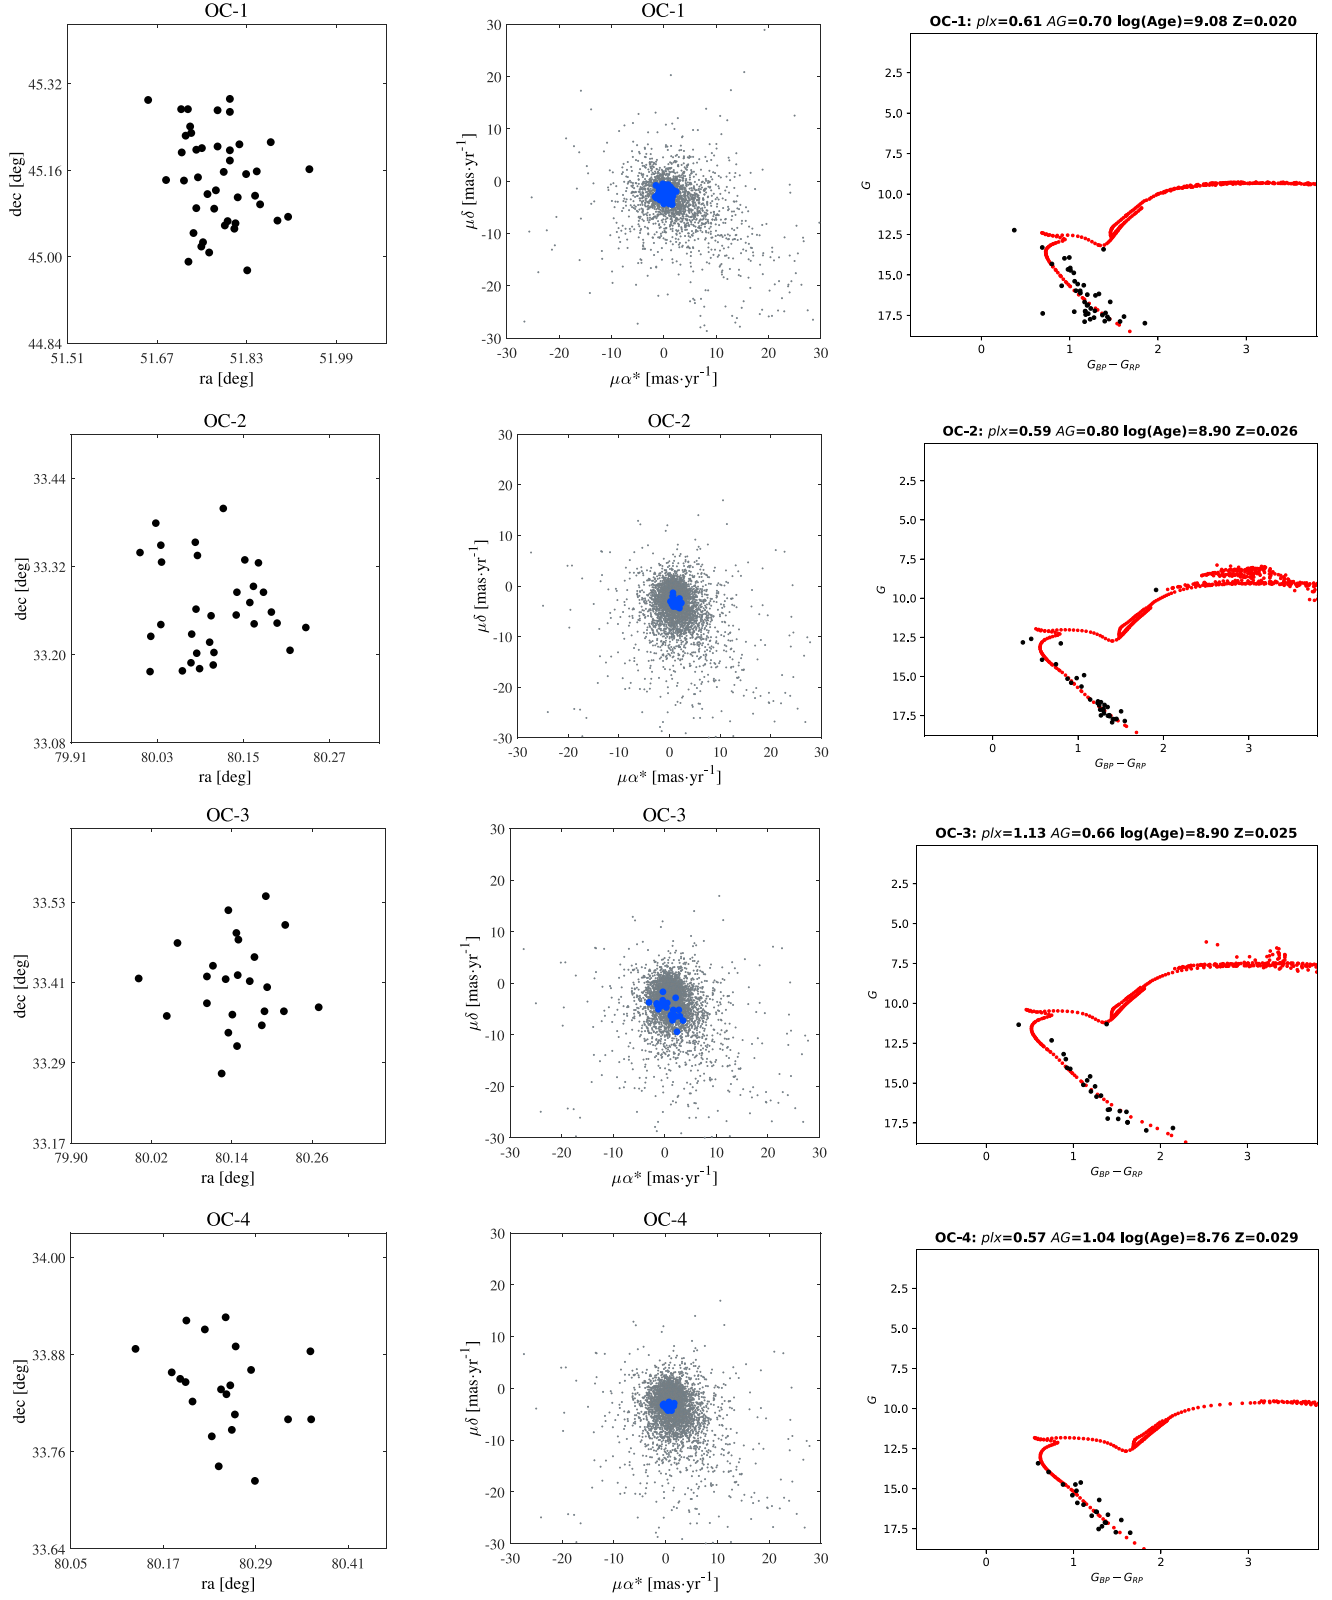 OC-1
45.32
45.16
45.00
44.84
51.51 51.67 51.83 51.99
dec [deg]
ra [deg]
OC-1
30
20
10
0
-10
-20
-30
-30 -20 -10 0 10 20 30
μδ [mas·yr-1]
μα* [mas·yr-1]
OC-1: plx=0.61 AG=0.70 log(Age)=9.08 Z=0.020
2.5
5.0
7.5
10.0
12.5
15.0
17.5
0 1 2 3
G
GBP − GRP
OC-2
33.44
33.32
33.20
33.08
79.91 80.03 80.15 80.27
dec [deg]
ra [deg]
OC-2
30
20
10
0
-10
-20
-30
-30 -20 -10 0 10 20 30
μδ [mas·yr-1]
μα* [mas·yr-1]
OC-2: plx=0.59 AG=0.80 log(Age)=8.90 Z=0.026
2.5
5.0
7.5
10.0
12.5
15.0
17.5
0 1 2 3
G
GBP − GRP
OC-3
33.53
33.41
33.29
33.17
79.90 80.02 80.14 80.26
dec [deg]
ra [deg]
OC-3
30
20
10
0
-10
-20
-30
-30 -20 -10 0 10 20 30
μδ [mas·yr-1]
μα* [mas·yr-1]
OC-3: plx=1.13 AG=0.66 log(Age)=8.90 Z=0.025
2.5
5.0
7.5
10.0
12.5
15.0
17.5
0 1 2 3
G
GBP − GRP
OC-4
34.00
33.88
33.76
33.64
80.05 80.17 80.29 80.41
dec [deg]
ra [deg]
OC-4
30
20
10
0
-10
-20
-30
-30 -20 -10 0 10 20 30
μδ [mas·yr-1]
μα* [mas·yr-1]
OC-4: plx=0.57 AG=1.04 log(Age)=8.76 Z=0.029
2.5
5.0
7.5
10.0
12.5
15.0
17.5
0 1 2 3
G
GBP − GRP